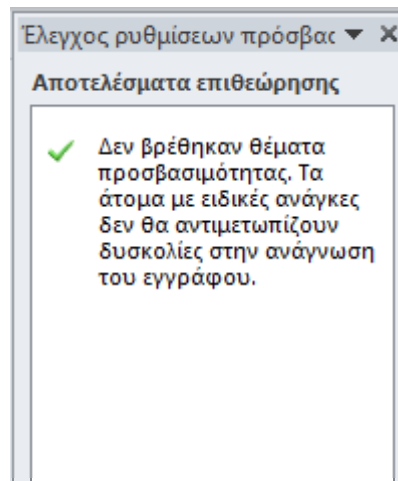 Έλεγχος ρυθμίσεων πρόσβας
Αποτελέσματα επιθεώρησης
Δεν βρέθηκαν θέματα
προσβασιμότητας. Τα
άτομα με ειδικές ανάγκες
δεν θα αντιμετωπίζουν
δυσκολίες στην ανάγνωση
του εγγράφου.